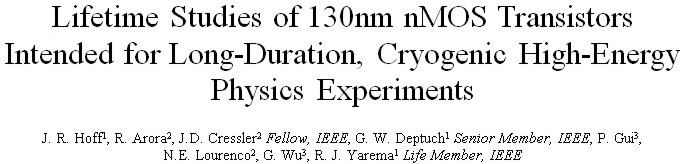 Lifetime Studies of 130nm nMOS Transistors
Intended for Long-Duration, Cryogenic High-Energy
Physics Experiments
J. R. Hoff¹, R. Arora², J.D. Cressler² Fellow, IEEE, G. W. Deptuch¹ Senior Member, IEEE, P. Gui³,
N.E. Lourenco², G. Wu³, R. J. Yarema¹ Life Member, IEEE